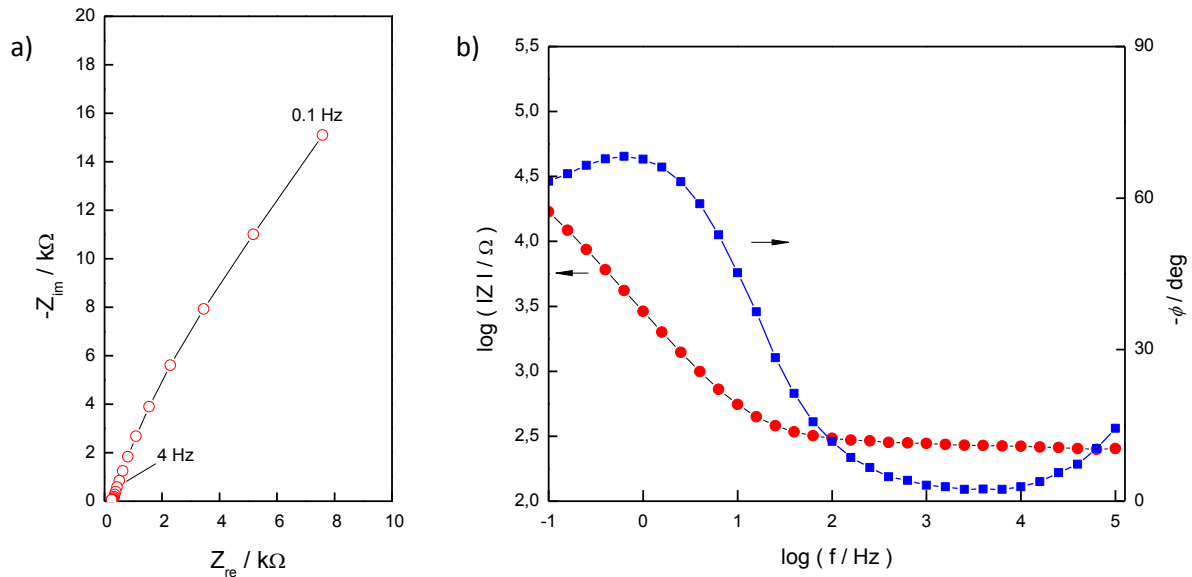 a)
20
18
16
14
12
10
8
6
4
2
0
0 2 4 6 8 10
-Z_im / kΩ
Z_re / kΩ
0.1 Hz
4 Hz
b)
5,5
5,0
4,5
4,0
3,5
3,0
2,5
2,0
-1 0 1 2 3 4 5
log ( |Z | / Ω )
log ( f / Hz )
90
60
30
0
-ϕ / deg